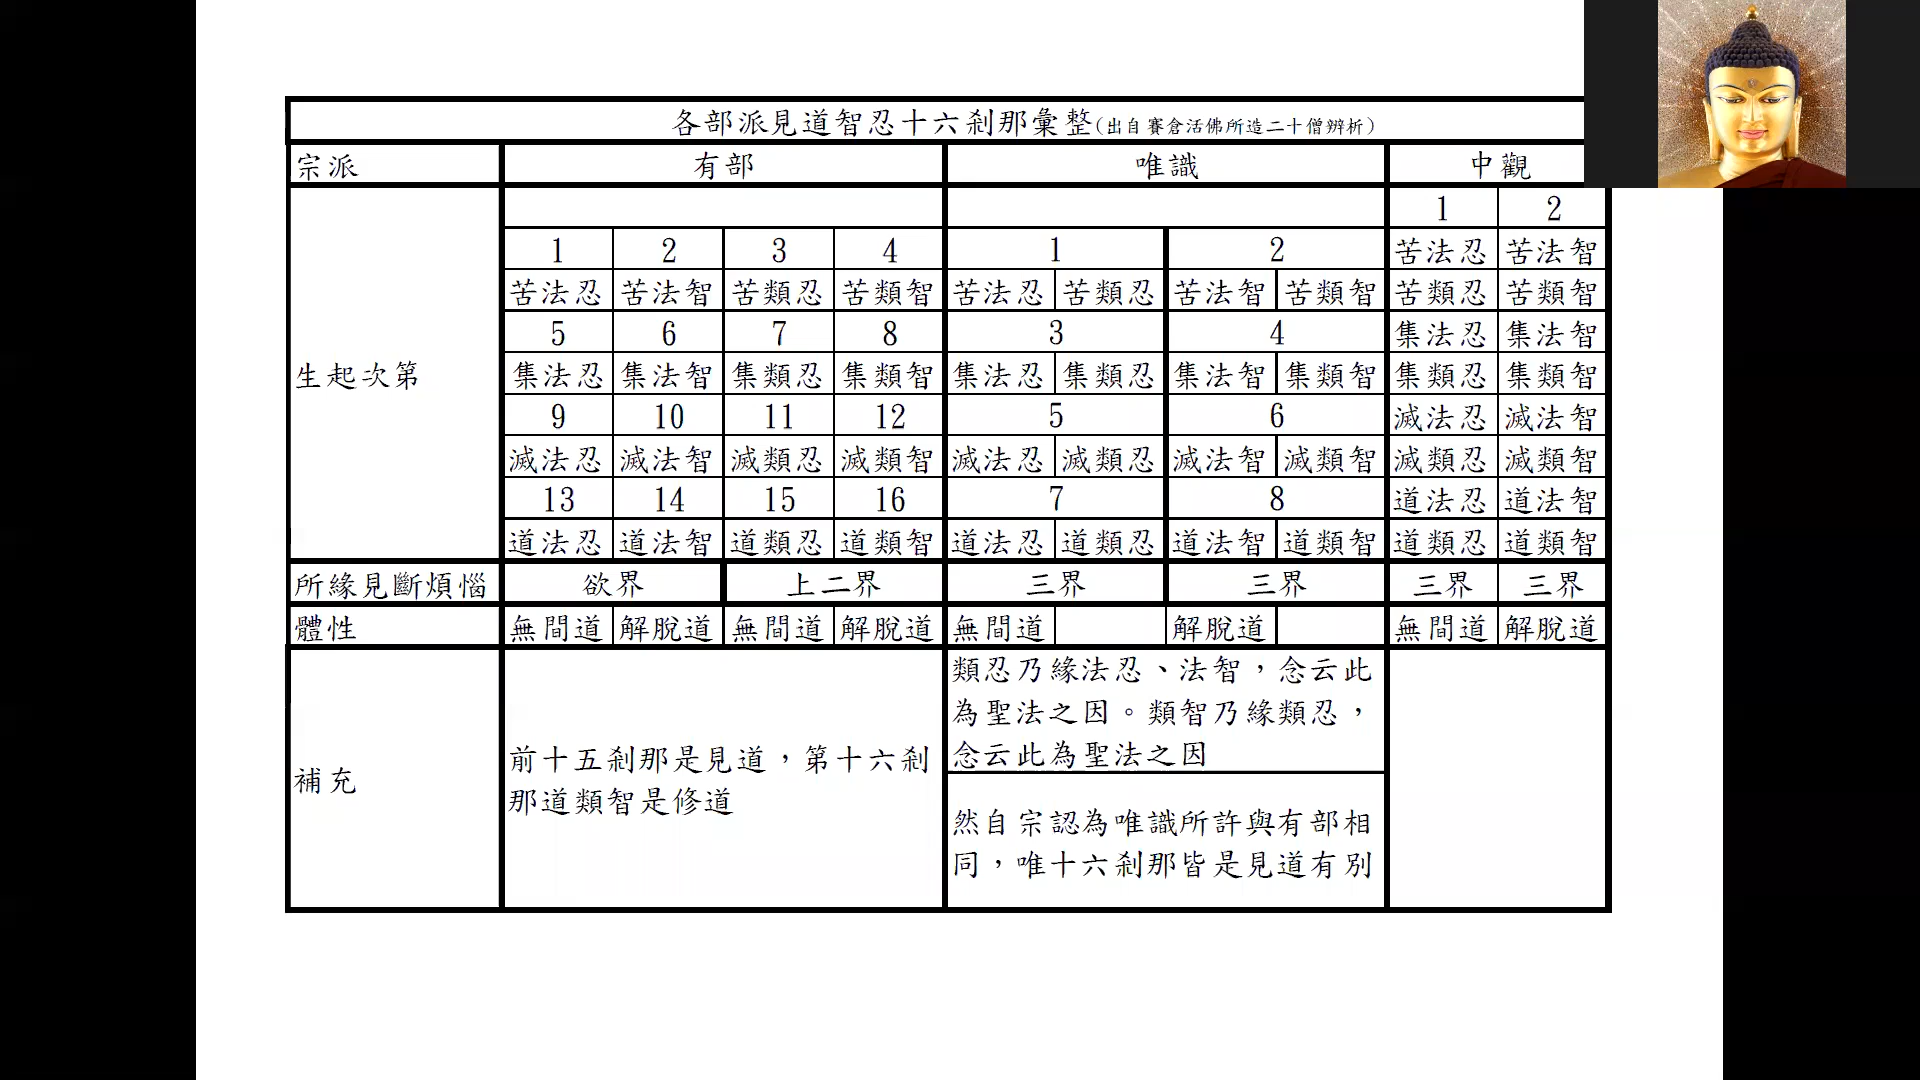 各部派見道智忍十六剎那彙整(出自賽倉活佛所造二十僧辨析)
宗派 有部 唯識 中觀
生起次第
1 2
1 2 3 4 1 2 苦法忍 苦法智
苦法忍 苦法智 苦類忍 苦類智 苦法忍 苦類忍 苦法智 苦類智 苦類忍 苦類智
5 6 7 8 3 4 集法忍 集法智
集法忍 集法智 集類忍 集類智 集法忍 集類忍 集法智 集類智 集類忍 集類智
9 10 11 12 5 6 滅法忍 滅法智
滅法忍 滅法智 滅類忍 滅類智 滅法忍 滅類忍 滅法智 滅類智 滅類忍 滅類智
13 14 15 16 7 8 道法忍 道法智
道法忍 道法智 道類忍 道類智 道法忍 道類忍 道法智 道類智 道類忍 道類智
所緣見斷煩惱 欲界 上二界 三界 三界 三界 三界
體性 無間道 解脫道 無間道 解脫道 無間道 解脫道 無間道 解脫道
補充
前十五剎那是見道，第十六剎
那道類智是修道
類忍乃緣法忍、法智，念云此
為聖法之因。類智乃緣類忍，
念云此為聖法之因
然自宗認為唯識所許與有部相
同，唯十六剎那皆是見道有別